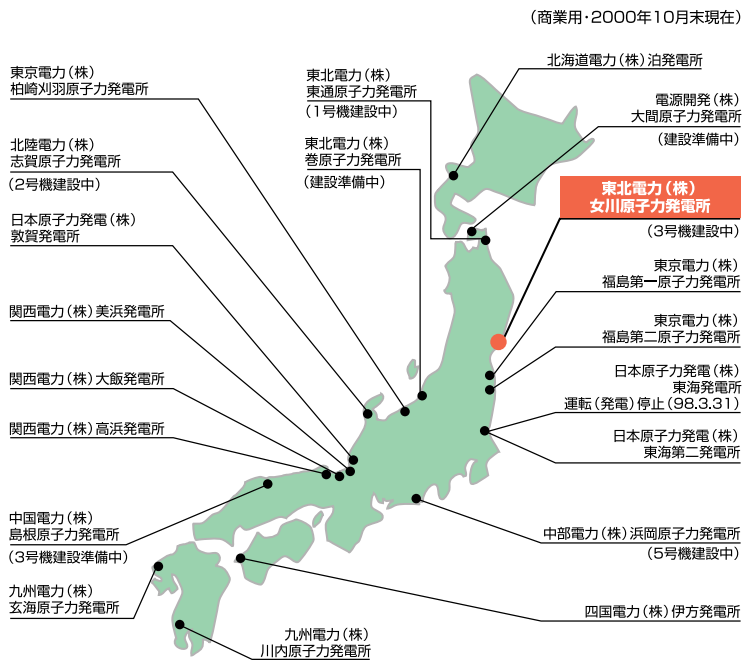 （商業用・2000年10月末現在）
東京電力（株）
柏崎刈羽原子力発電所
北陸電力（株）
志賀原子力発電所
（2号機建設中）
日本原子力発電（株）
敦賀発電所
関西電力（株）美浜発電所
関西電力（株）大飯発電所
関西電力（株）高浜発電所
中国電力（株）
島根原子力発電所
（3号機建設準備中）
九州電力（株）
玄海原子力発電所
九州電力（株）
川内原子力発電所
東北電力（株）
東通原子力発電所
（1号機建設中）
東北電力（株）
巻原子力発電所
（建設準備中）
北海道電力（株）泊発電所
電源開発（株）
大間原子力発電所
（建設準備中）
東北電力（株）
女川原子力発電所
（3号機建設中）
東京電力（株）
福島第一原子力発電所
東京電力（株）
福島第二原子力発電所
日本原子力発電（株）
東海発電所
運転（発電）停止（98.3.31）
日本原子力発電（株）
東海第二発電所
中部電力（株）浜岡原子力発電所
（5号機建設中）
四国電力（株）伊方発電所